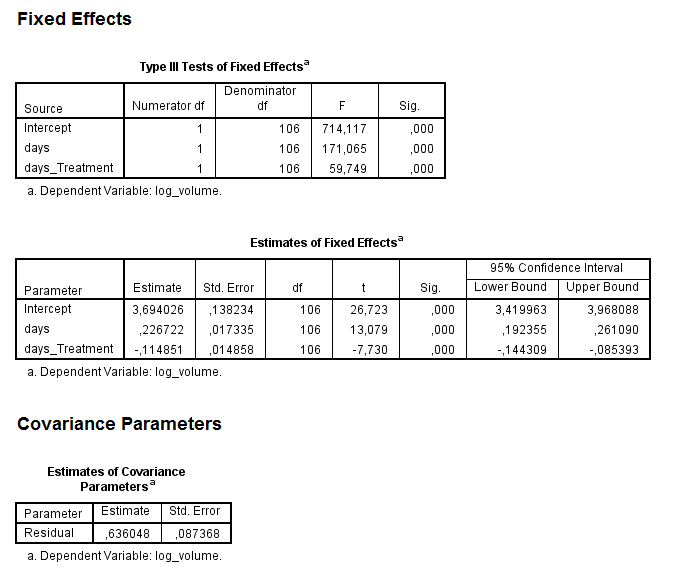 Fixed Effects
Type III Tests of Fixed Effects a
Source Numerator df Denominator df F Sig.
Intercept 1 106 714,117 ,000
days 1 106 171,065 ,000
days_Treatment 1 106 59,749 ,000
a. Dependent Variable: log_volume.
Estimates of Fixed Effects a
95% Confidence Interval
Parameter Estimate Std. Error df t Sig. Lower Bound Upper Bound
Intercept 3,694026 ,138234 106 26,723 ,000 3,419963 3,968088
days ,226722 ,017335 106 13,079 ,000 ,192355 ,261090
days_Treatment -,114851 ,014858 106 -7,730 ,000 -,144309 -,085393
a. Dependent Variable: log_volume.
Covariance Parameters
Estimates of Covariance
Parameters a
Parameter Estimate Std. Error
Residual ,636048 ,087368
a. Dependent Variable: log_volume.